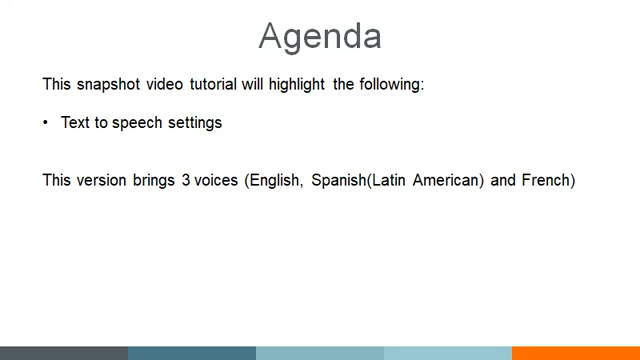 Agenda
This snapshot video tutorial will highlight the following:
• Text to speech settings
This version brings 3 voices (English, Spanish(Latin American) and French)